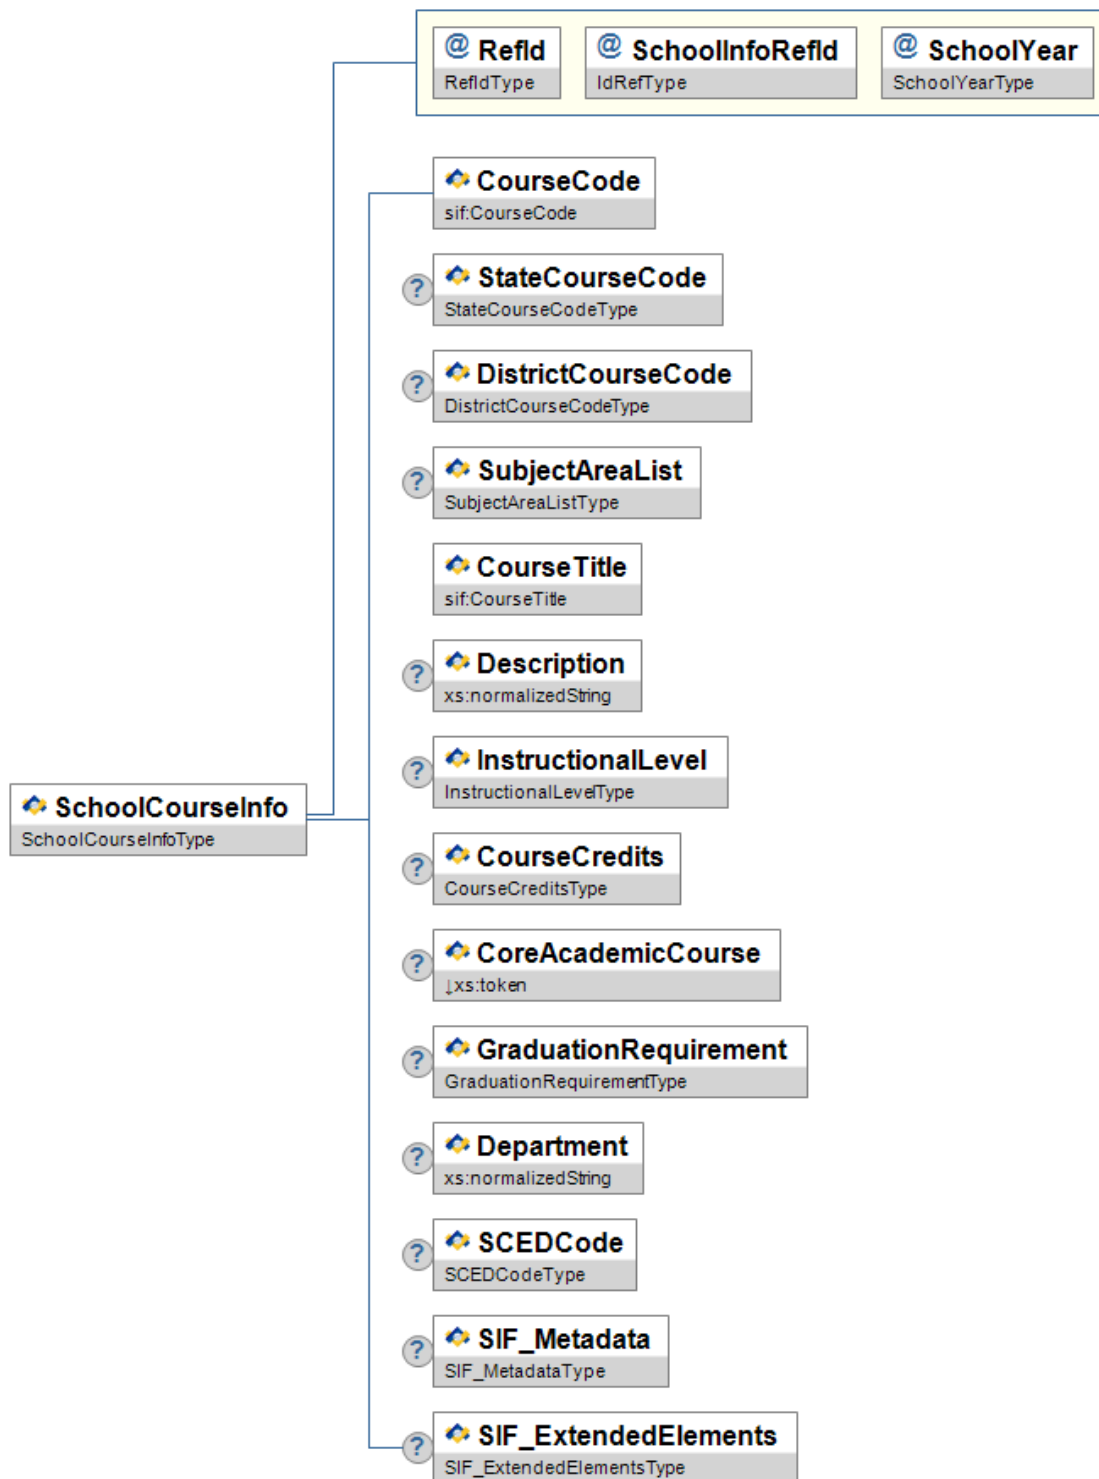 @ RefId @ SchoolInfoRefId @ SchoolYear
RefIdType IdRefType SchoolYearType
CourseCode
sif:CourseCode
? StateCourseCode
StateCourseCodeType
? DistrictCourseCode
DistrictCourseCodeType
? SubjectAreaList
SubjectAreaListType
CourseTitle
sif:CourseTitle
? Description
xs:normalizedString
? InstructionalLevel
InstructionalLevelType
SchoolCourseInfo
SchoolCourseInfoType
? CourseCredits
CourseCreditsType
? CoreAcademicCourse
↓xs:token
? GraduationRequirement
GraduationRequirementType
? Department
xs:normalizedString
? SCEDCode
SCEDCodeType
? SIF_Metadata
SIF_MetadataType
? SIF_ExtendedElements
SIF_ExtendedElementsType